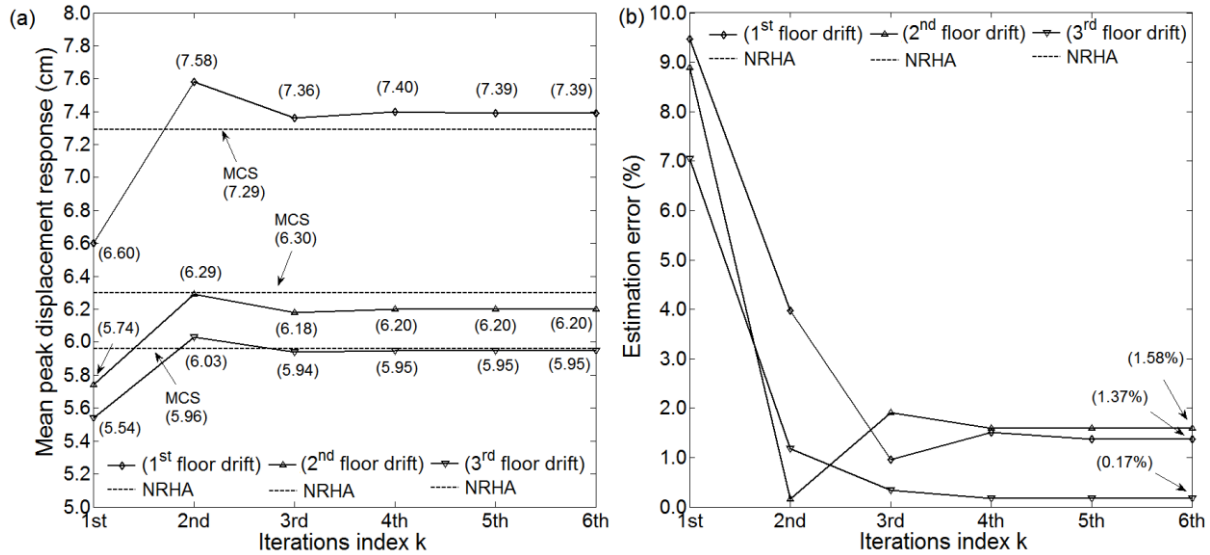 (a)
Mean peak displacement response (cm)
8.0
7.8
7.6
7.4
7.2
7.0
6.8
6.6
6.4
6.2
6.0
5.8
5.6
5.4
5.2
5.0
(7.58)
(7.36)
(7.40)
(7.39)
(7.39)
MCS
(7.29)
(6.60)
MCS
(6.30)
(6.29)
(5.74)
(6.18)
(6.20)
(6.20)
(6.20)
(6.03)
(5.94)
(5.95)
(5.95)
(5.95)
MCS
(5.96)
(5.54)
(1st floor drift)
(2nd floor drift)
(3rd floor drift)
NRHA
NRHA
NRHA
1st
2nd
3rd
4th
5th
6th
Iterations index k
(b)
Estimation error (%)
10.0
9.0
8.0
7.0
6.0
5.0
4.0
3.0
2.0
1.0
0.0
(1st floor drift)
(2nd floor drift)
(3rd floor drift)
NRHA
NRHA
NRHA
(1.58%)
(1.37%)
(0.17%)
1st
2nd
3rd
4th
5th
6th
Iterations index k